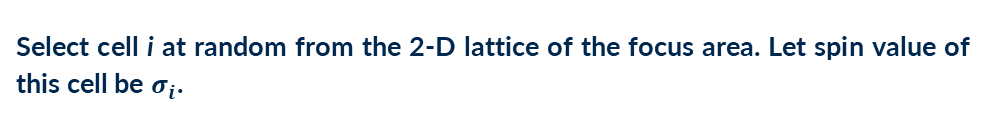 Select cell i at random from the 2-D lattice of the focus area. Let spin value of
this cell be σᵢ.